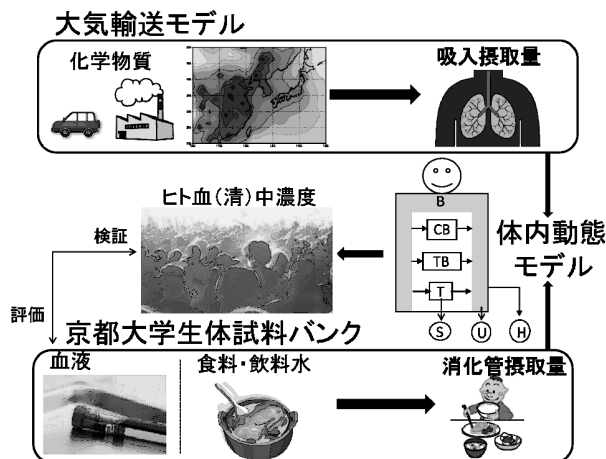 大気輸送モデル
化学物質
吸入摂取量
ヒト血(清)中濃度
検証
B
CB
TB
T
S
U
H
体内動態
モデル
評価
京都大学生体試料バンク
血液
食料・飲料水
消化管摂取量